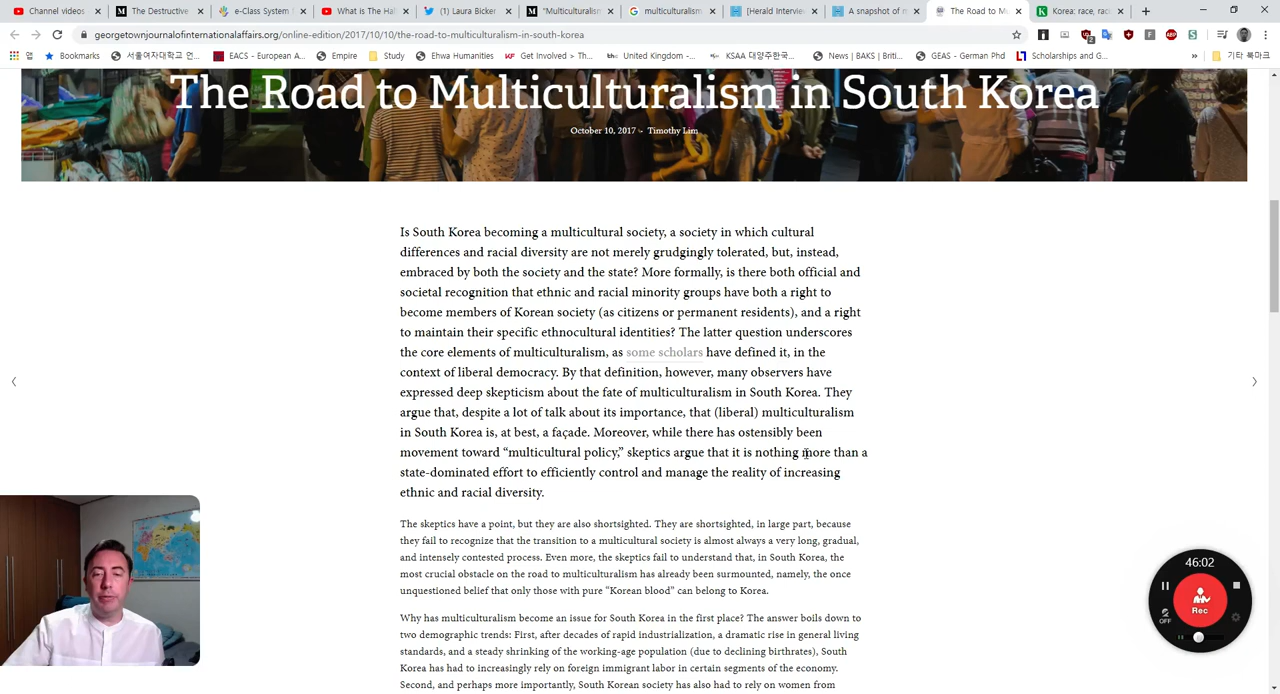 Channel videos
The Destructive
e-Class System
What is The Hal
(1) Laura Bicker
"Multiculturalism
multiculturalism
[Herald Interview
A snapshot of m
The Road to M
Korea: race, rac
georgetownjournalofinternationalaffairs.org/online-edition/2017/10/10/the-road-to-multiculturalism-in-south-korea
앱
Bookmarks
서울여자대학교 언...
EACS - European A...
Empire
Study
Ewha Humanities
Get Involved > Th...
United Kingdom -...
KSAA 대양주한국...
News | BAKS | Briti...
GEAS - German Phd
Scholarships and G...
»
기타 북마크
The Road to Multiculturalism in South Korea
October 10, 2017 - Timothy Lim
Is South Korea becoming a multicultural society, a society in which cultural
differences and racial diversity are not merely grudgingly tolerated, but, instead,
embraced by both the society and the state? More formally, is there both official and
societal recognition that ethnic and racial minority groups have both a right to
become members of Korean society (as citizens or permanent residents), and a right
to maintain their specific ethnocultural identities? The latter question underscores
the core elements of multiculturalism, as some scholars have defined it, in the
context of liberal democracy. By that definition, however, many observers have
expressed deep skepticism about the fate of multiculturalism in South Korea. They
argue that, despite a lot of talk about its importance, that (liberal) multiculturalism
in South Korea is, at best, a façade. Moreover, while there has ostensibly been
movement toward “multicultural policy,” skeptics argue that it is nothing more than a
state-dominated effort to efficiently control and manage the reality of increasing
ethnic and racial diversity.
The skeptics have a point, but they are also shortsighted. They are shortsighted, in large part, because
they fail to recognize that the transition to a multicultural society is almost always a very long, gradual,
and intensely contested process. Even more, the skeptics fail to understand that, in South Korea, the
most crucial obstacle on the road to multiculturalism has already been surmounted, namely, the once
unquestioned belief that only those with pure “Korean blood” can belong to Korea.
Why has multiculturalism become an issue for South Korea in the first place? The answer boils down to
two demographic trends: First, after decades of rapid industrialization, a dramatic rise in general living
standards, and a steady shrinking of the working-age population (due to declining birthrates), South
Korea has had to increasingly rely on foreign immigrant labor in certain segments of the economy.
Second, and perhaps more importantly, South Korean society has also had to rely on women from
46:02
Rec
OFF